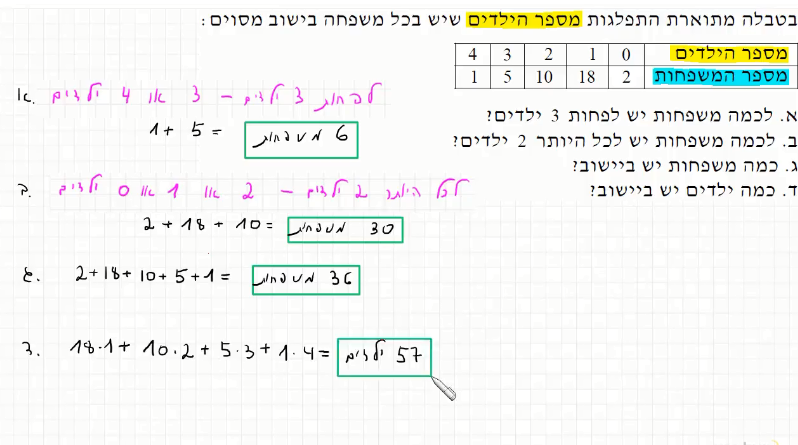 בטבלה מתוארת התפלגות מספר הילדים שיש בכל משפחה בישוב מסוים:
מספר הילדים 0 1 2 3 4
מספר המשפחות 2 18 10 5 1
א. לכמה משפחות יש לפחות 3 ילדים?
ב. לכמה משפחות יש לכל היותר 2 ילדים?
ג. כמה משפחות יש ביישוב?
ד. כמה ילדים יש ביישוב?
א. לפחות 3 ילדים – 3 או 4 ילדים
1 + 5 = 6 משפחות
ב. לכל היותר 2 ילדים – 2 או 1 או 0 ילדים
2 + 18 + 10 = 30 משפחות
ג. 2+18+10+5+1= 36 משפחות
ד. 18·1 + 10·2 + 5·3 + 1·4 = 57 ילדים